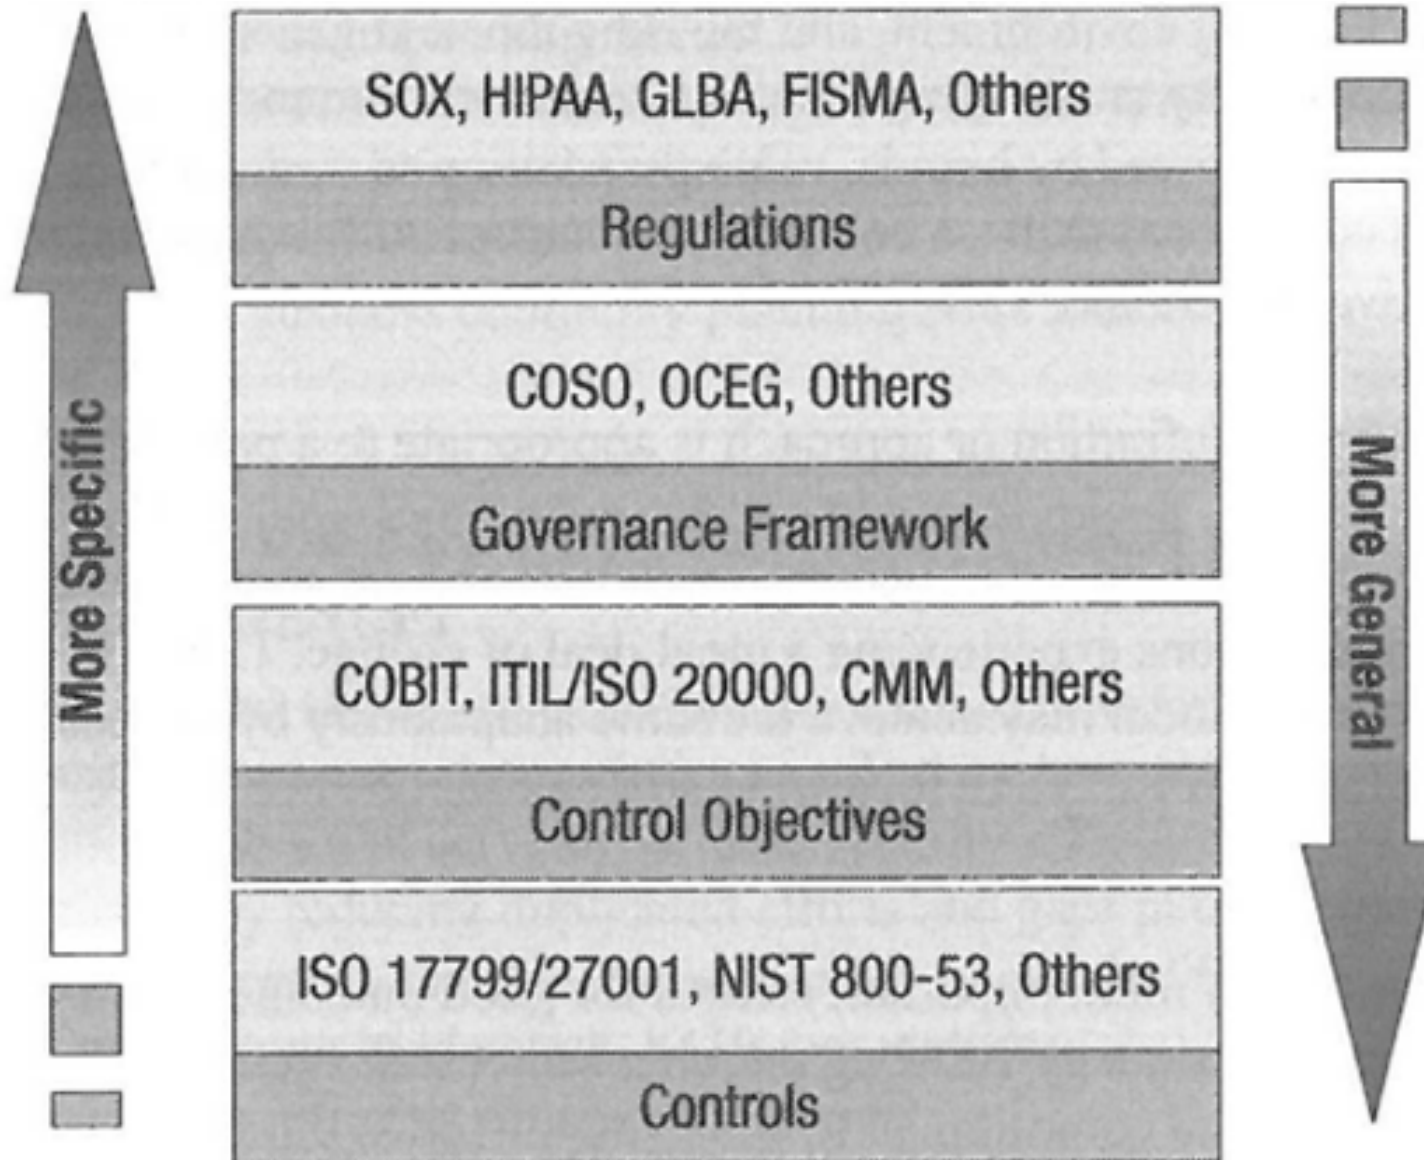 SOX, HIPAA, GLBA, FISMA, Others
Regulations
COSO, OCEG, Others
Governance Framework
COBIT, ITIL/ISO 20000, CMM, Others
Control Objectives
ISO 17799/27001, NIST 800-53, Others
Controls
More Specific
More General